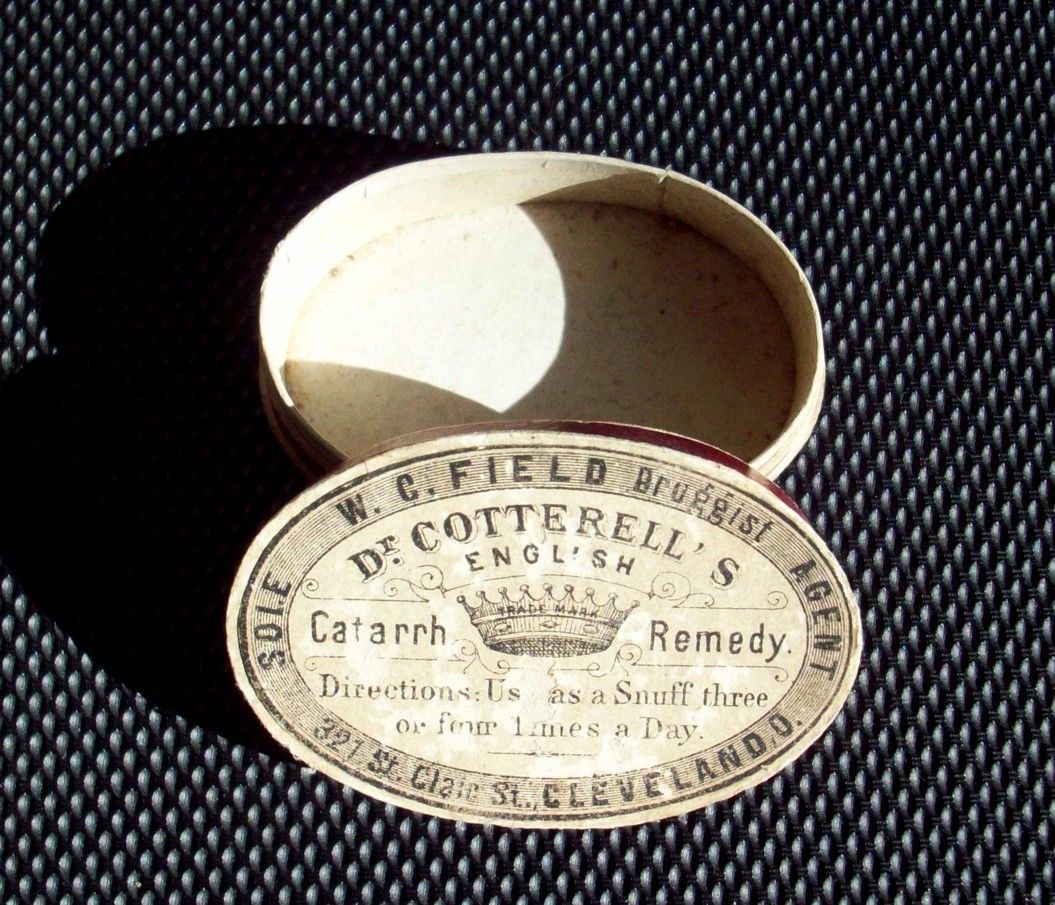 W. C. FIELD Druggist
SOLE AGENT
Dr. COTTERELL'S
ENGLISH
TRADE MARK
Catarrh Remedy.
Directions: Us as a Snuff three
or four Times a Day.
321 St. Clair St., CLEVELAND, O.